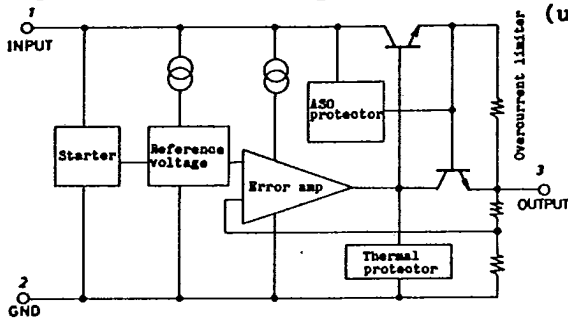 1
INPUT
(u
Starter
Reference
voltage
ASO
protector
Error amp
Overcurrent limiter
3
OUTPUT
Thermal
protector
2
GND